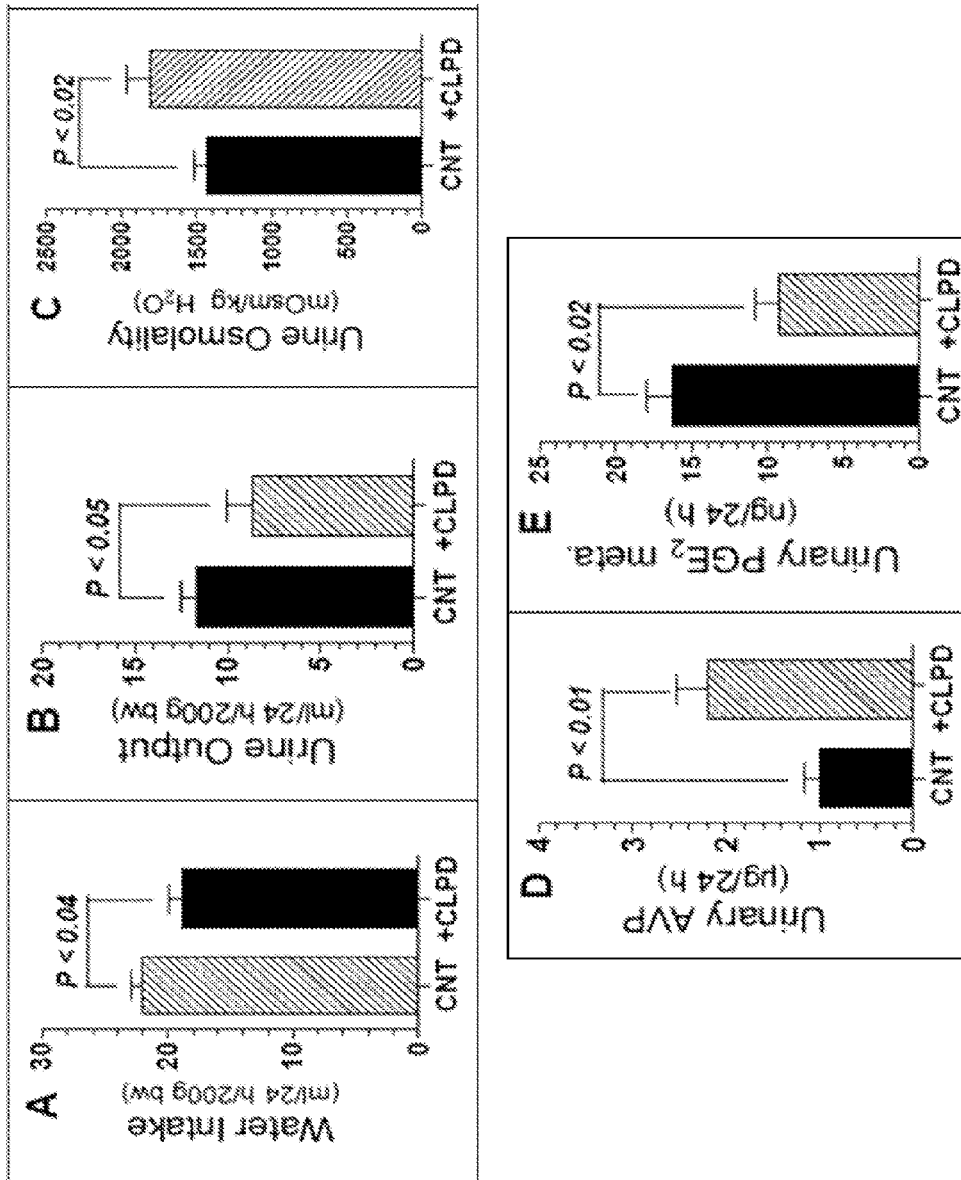 A
Water Intake
(ml/24 h/200g bw)
30
20
10
0
P < 0.04
CNT +CLPD
B
Urine Output
(ml/24 h/200g bw)
20
15
10
5
0
P < 0.05
CNT +CLPD
C
Urine Osmolality
(mOsm/kg H₂O)
2500
2000
1500
1000
500
0
P < 0.02
CNT +CLPD
D
Urinary AVP
(µg/24 h)
4
3
2
1
0
P < 0.01
CNT +CLPD
E
Urinary PGE₂ meta.
(ng/24 h)
25
20
15
10
5
0
P < 0.02
CNT +CLPD